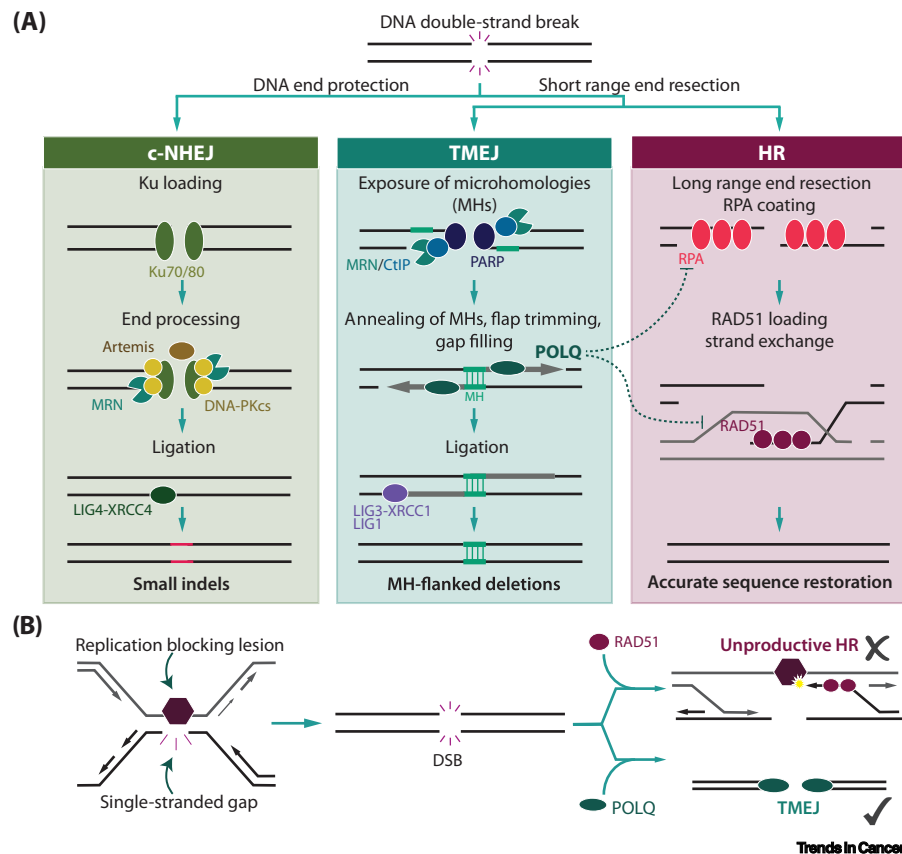 (A)
DNA double-strand break
DNA end protection
Short range end resection
c-NHEJ
Ku loading
Ku70/80
End processing
Artemis
MRN
DNA-PKcs
Ligation
LIG4-XRCC4
Small indels
TMEJ
Exposure of microhomologies
(MHs)
MRN/CtIP
PARP
Annealing of MHs, flap trimming,
gap filling
POLQ
MH
Ligation
LIG3-XRCC1
LIG1
MH-flanked deletions
HR
Long range end resection
RPA coating
RPA
RAD51 loading
strand exchange
RAD51
Accurate sequence restoration
(B)
Replication blocking lesion
Single-stranded gap
DSB
RAD51
POLQ
Unproductive HR
TMEJ
Trends in Cancer